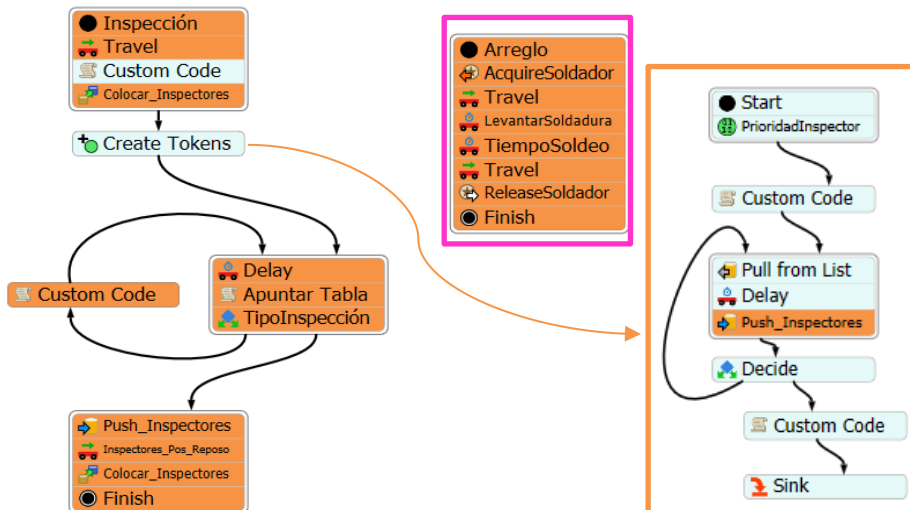 Inspección
Travel
Custom Code
Colocar_Inspectores
Create Tokens
Custom Code
Delay
Apuntar Tabla
TipoInspección
Push_Inspectores
Inspectores_Pos_Reposo
Colocar_Inspectores
Finish
Arreglo
AcquireSoldador
Travel
LevantarSoldadura
TiempoSoldeo
Travel
ReleaseSoldador
Finish
Start
PrioridadInspector
Custom Code
Pull from List
Delay
Push_Inspectores
Decide
Custom Code
Sink